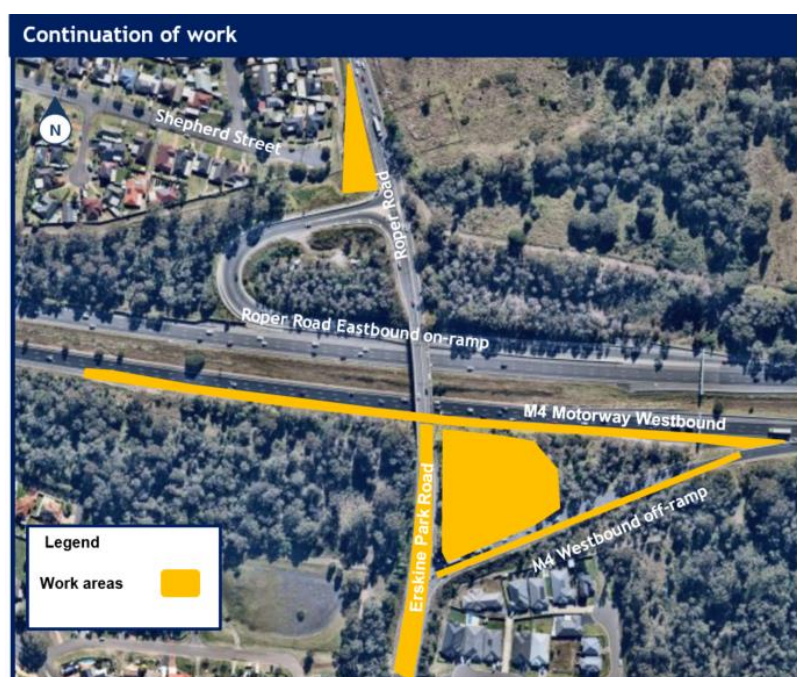 Continuation of work
N
Shepherd Street
Roper Road
Roper Road Eastbound on-ramp
M4 Motorway Westbound
Erskine Park Road
M4 Westbound off-ramp
Legend
Work areas